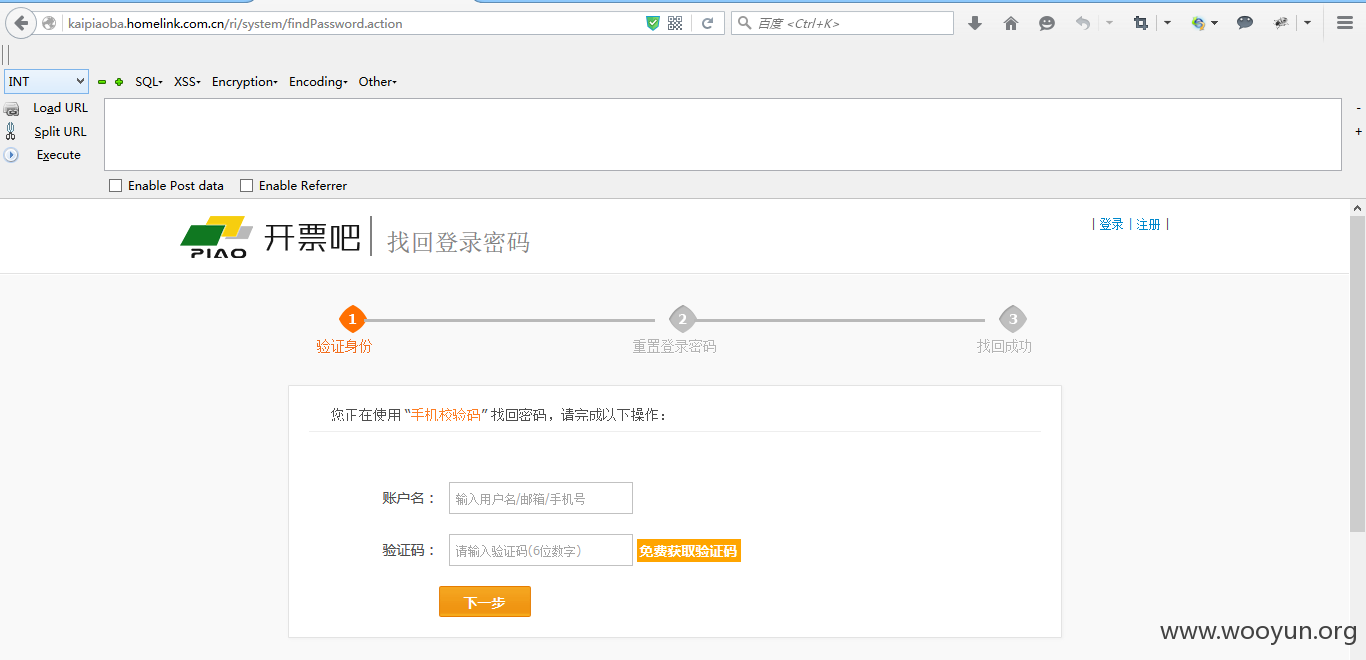 kaipiaoba.homelink.com.cn/ri/system/findPassword.action
百度 <Ctrl+K>
INT
SQL
XSS
Encryption
Encoding
Other
Load URL
Split URL
Execute
-
+
Enable Post data
Enable Referrer
PIAO
开票吧
找回登录密码
| 登录 | 注册 |
1
2
3
验证身份
重置登录密码
找回成功
您正在使用 “手机校验码” 找回密码，请完成以下操作：
账户名：
输入用户名/邮箱/手机号
验证码：
请输入验证码(6位数字)
免费获取验证码
下一步
www.wooyun.org